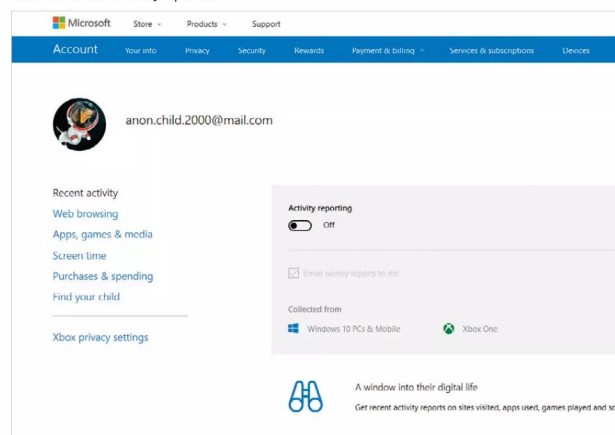 Microsoft Store Products Support
Account Your info Privacy Security Rewards Payment & billing Services & subscriptions Devices
anon.child.2000@mail.com
Recent activity
Web browsing
Apps, games & media
Screen time
Purchases & spending
Find your child
Xbox privacy settings
Activity reporting
Off
Email weekly reports to me
Collected from
Windows 10 PCs & Mobile Xbox One
A window into their digital life
Get recent activity reports on sites visited, apps used, games played and